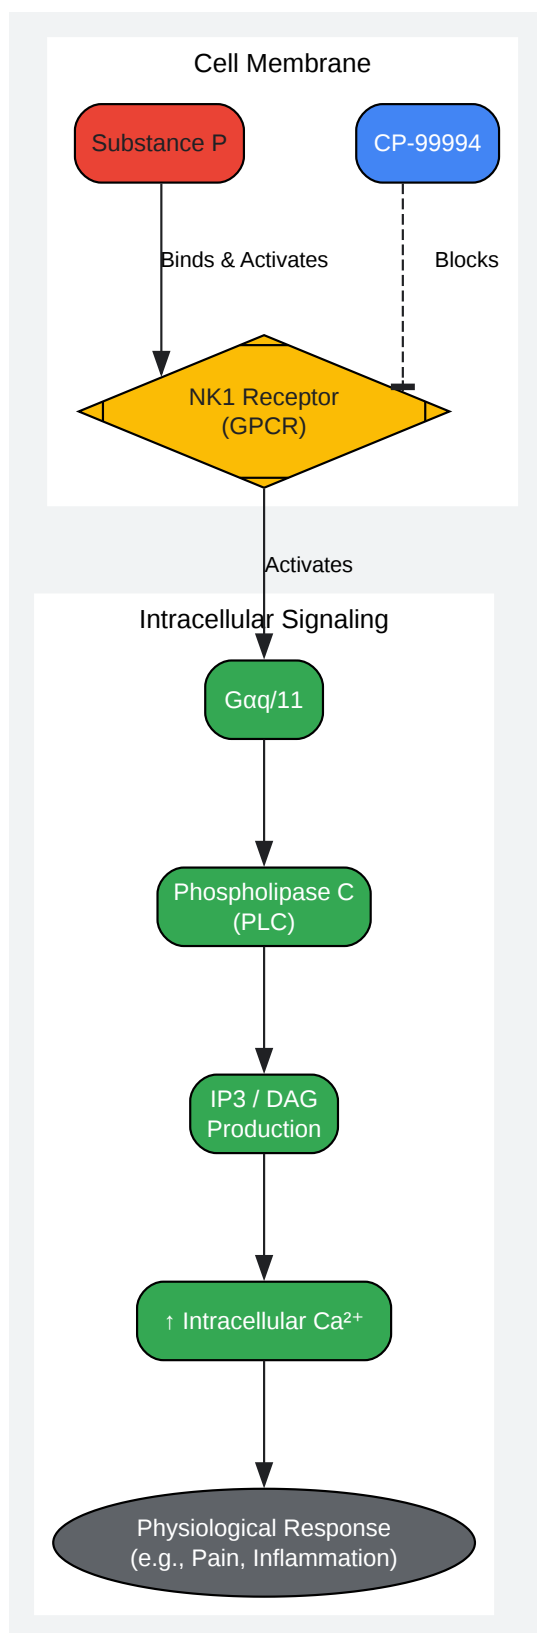 Cell Membrane
Substance P
CP-99994
Binds & Activates
Blocks
NK1 Receptor
(GPCR)
Activates
Intracellular Signaling
Gαq/11
Phospholipase C
(PLC)
IP3 / DAG
Production
↑ Intracellular Ca²⁺
Physiological Response
(e.g., Pain, Inflammation)